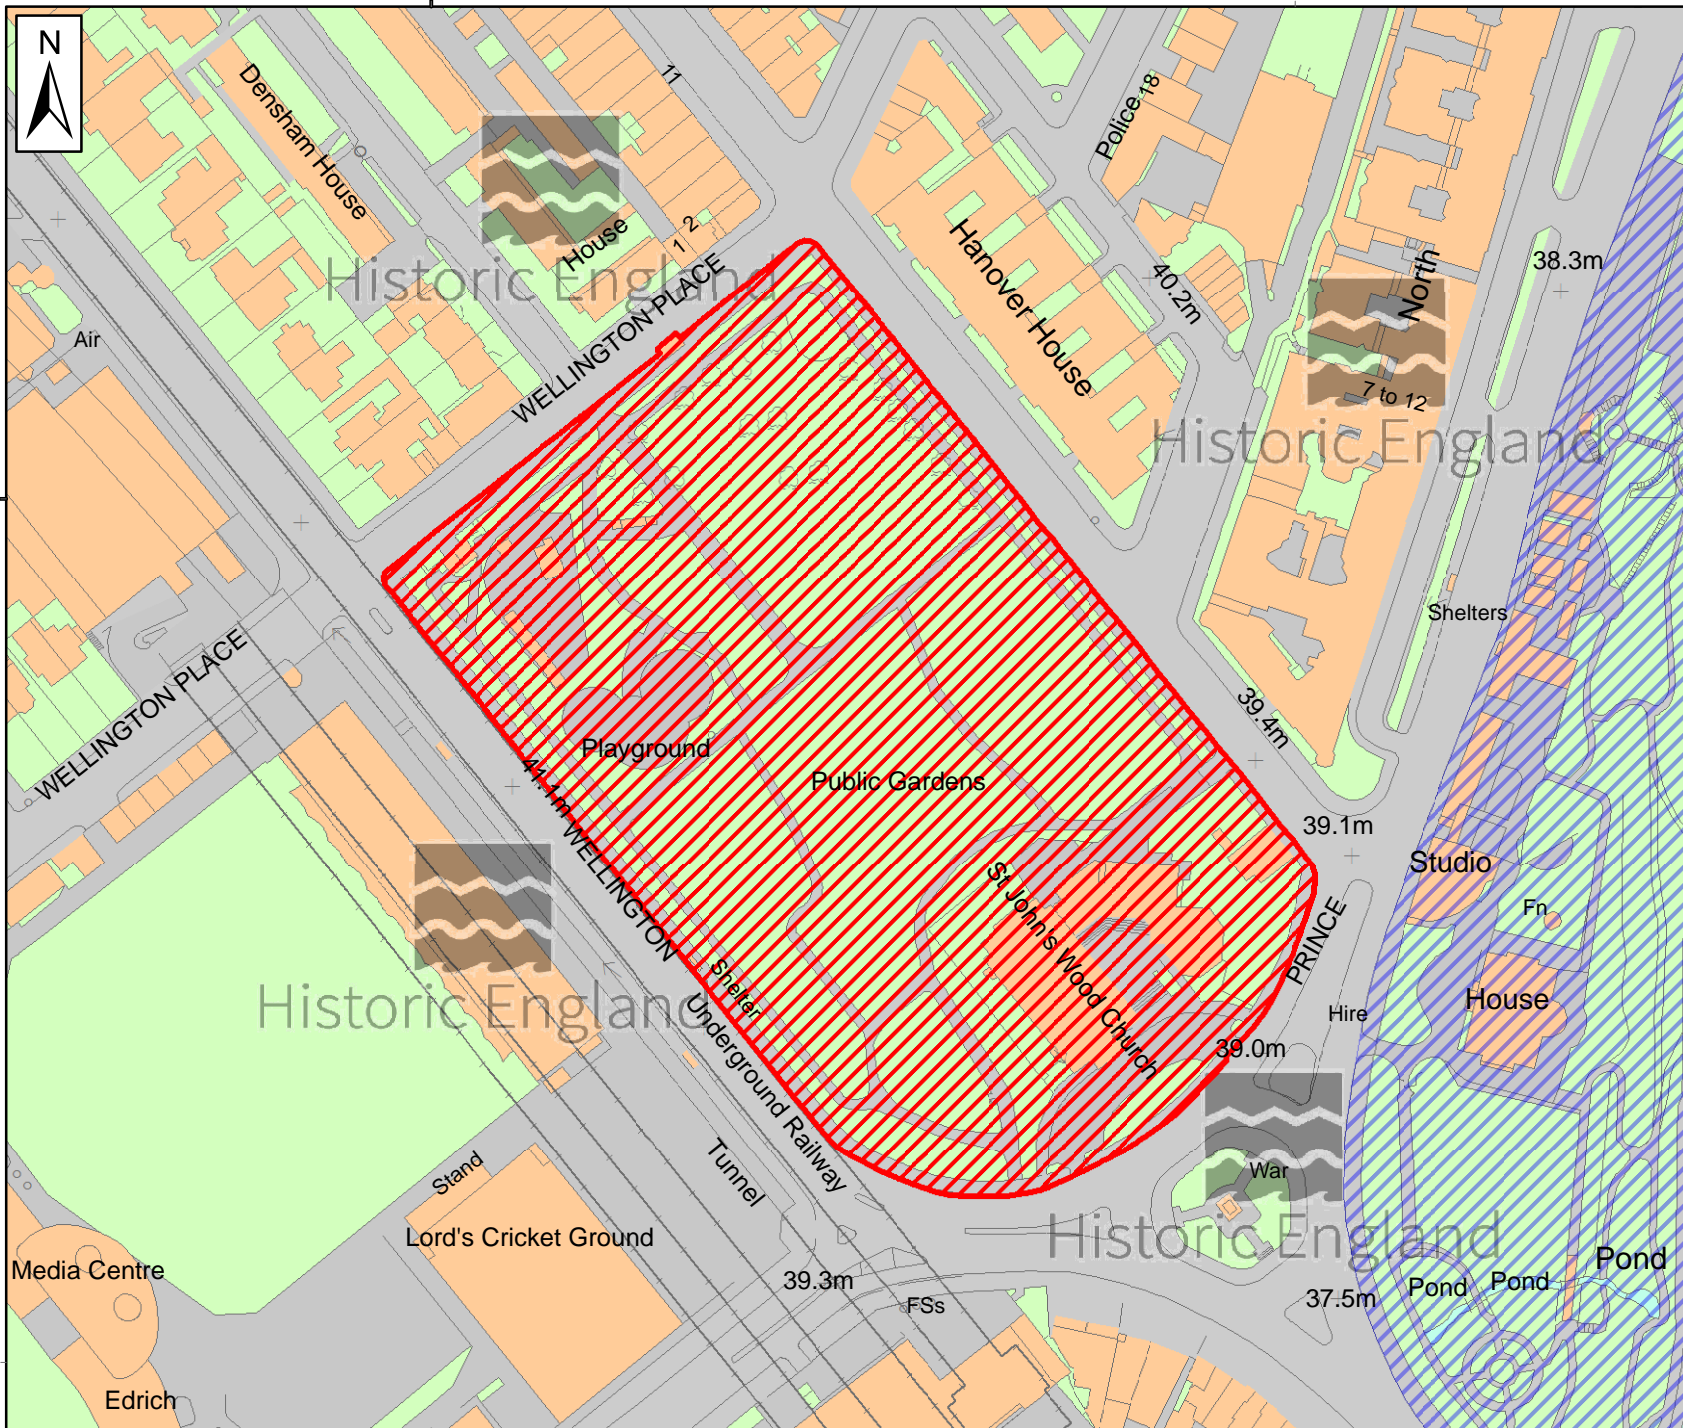 N
11
Densham House
Police 18
House
1 2
Historic England
WELLINGTON PLACE
Hanover House
40.2m
North
38.3m
Air
7 to 12
Historic England
Shelters
WELLINGTON PLACE
39.4m
Playground
Public Gardens
41.1m
WELLINGTON
39.1m
Studio
St John's Wood Church
PRINCE
Fn
Shelter
House
Historic England
Hire
Underground Railway
39.0m
Tunnel
Stand
War
Lord's Cricket Ground
Historic England
Media Centre
39.3m
Pond
Pond
Pond
FSs
37.5m
Edrich